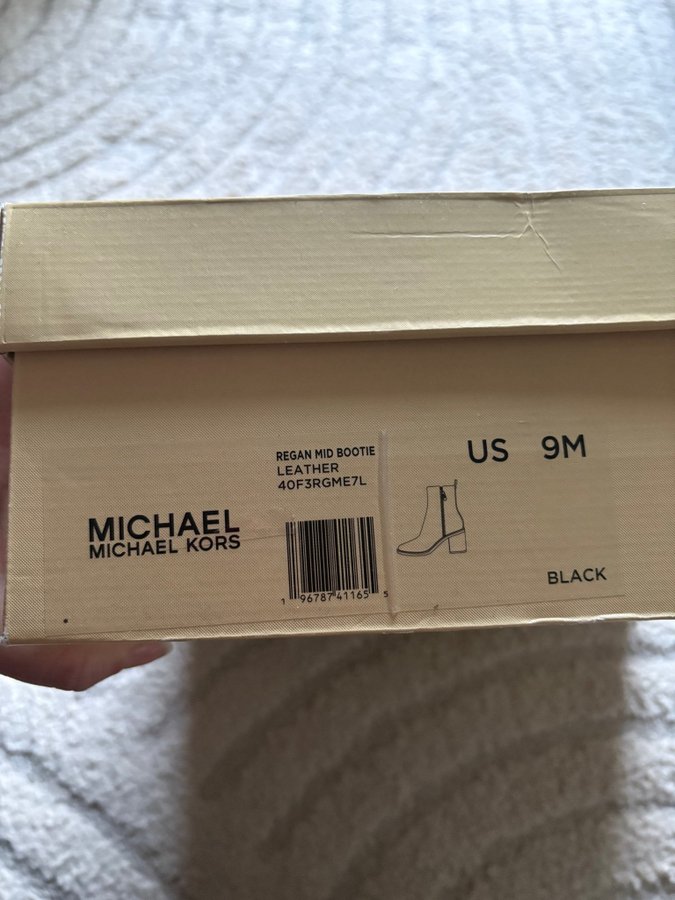 REGAN MID BOOTIE
LEATHER
40F3RGME7L
US 9M
MICHAEL
MICHAEL KORS
1 96787 41165 5
BLACK